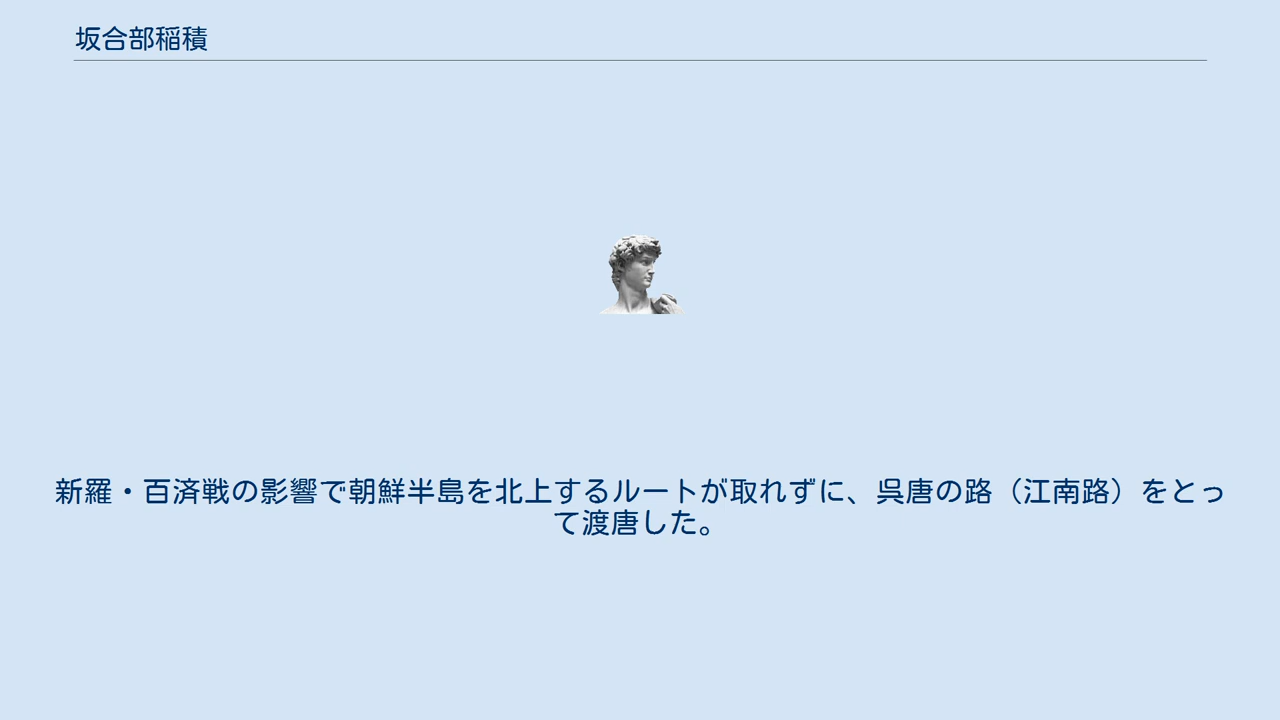 坂合部稲積
新羅・百済戦の影響で朝鮮半島を北上するルートが取れずに、呉唐の路（江南路）をとっ
て渡唐した。